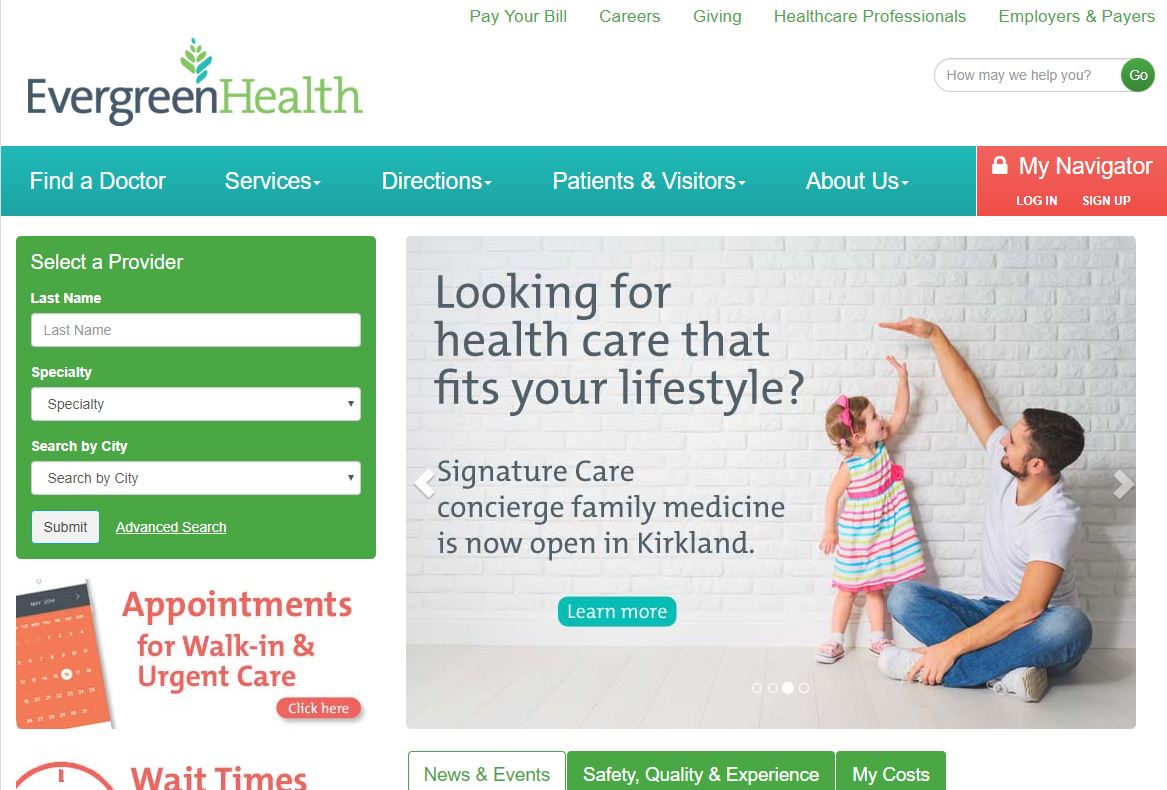 Pay Your Bill Careers Giving Healthcare Professionals Employers & Payers
EvergreenHealth
How may we help you? Go
Find a Doctor Services Directions Patients & Visitors About Us
My Navigator
LOG IN SIGN UP
Select a Provider
Last Name
Last Name
Specialty
Specialty
Search by City
Search by City
Submit Advanced Search
Looking for
health care that
fits your lifestyle?
Signature Care
concierge family medicine
is now open in Kirkland.
Learn more
MAY 2014
Appointments
for Walk-in &
Urgent Care
Click here
Wait Times
News & Events Safety, Quality & Experience My Costs